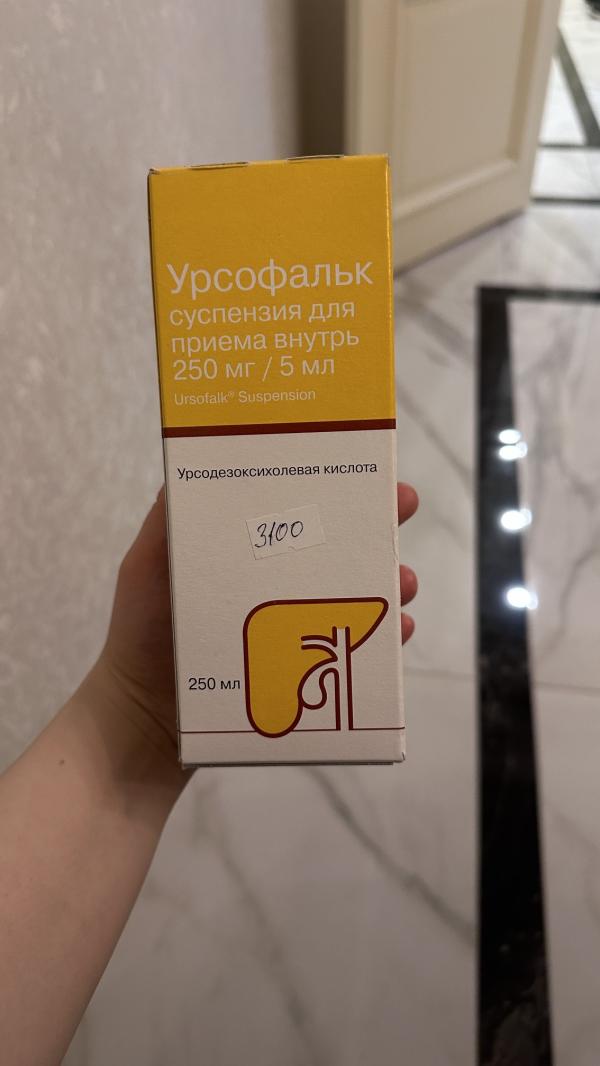 Урсофальк
суспензия для
приема внутрь
250 мг / 5 мл
Ursofalk® Suspension
Урсодезоксихолевая кислота
3100
250 мл